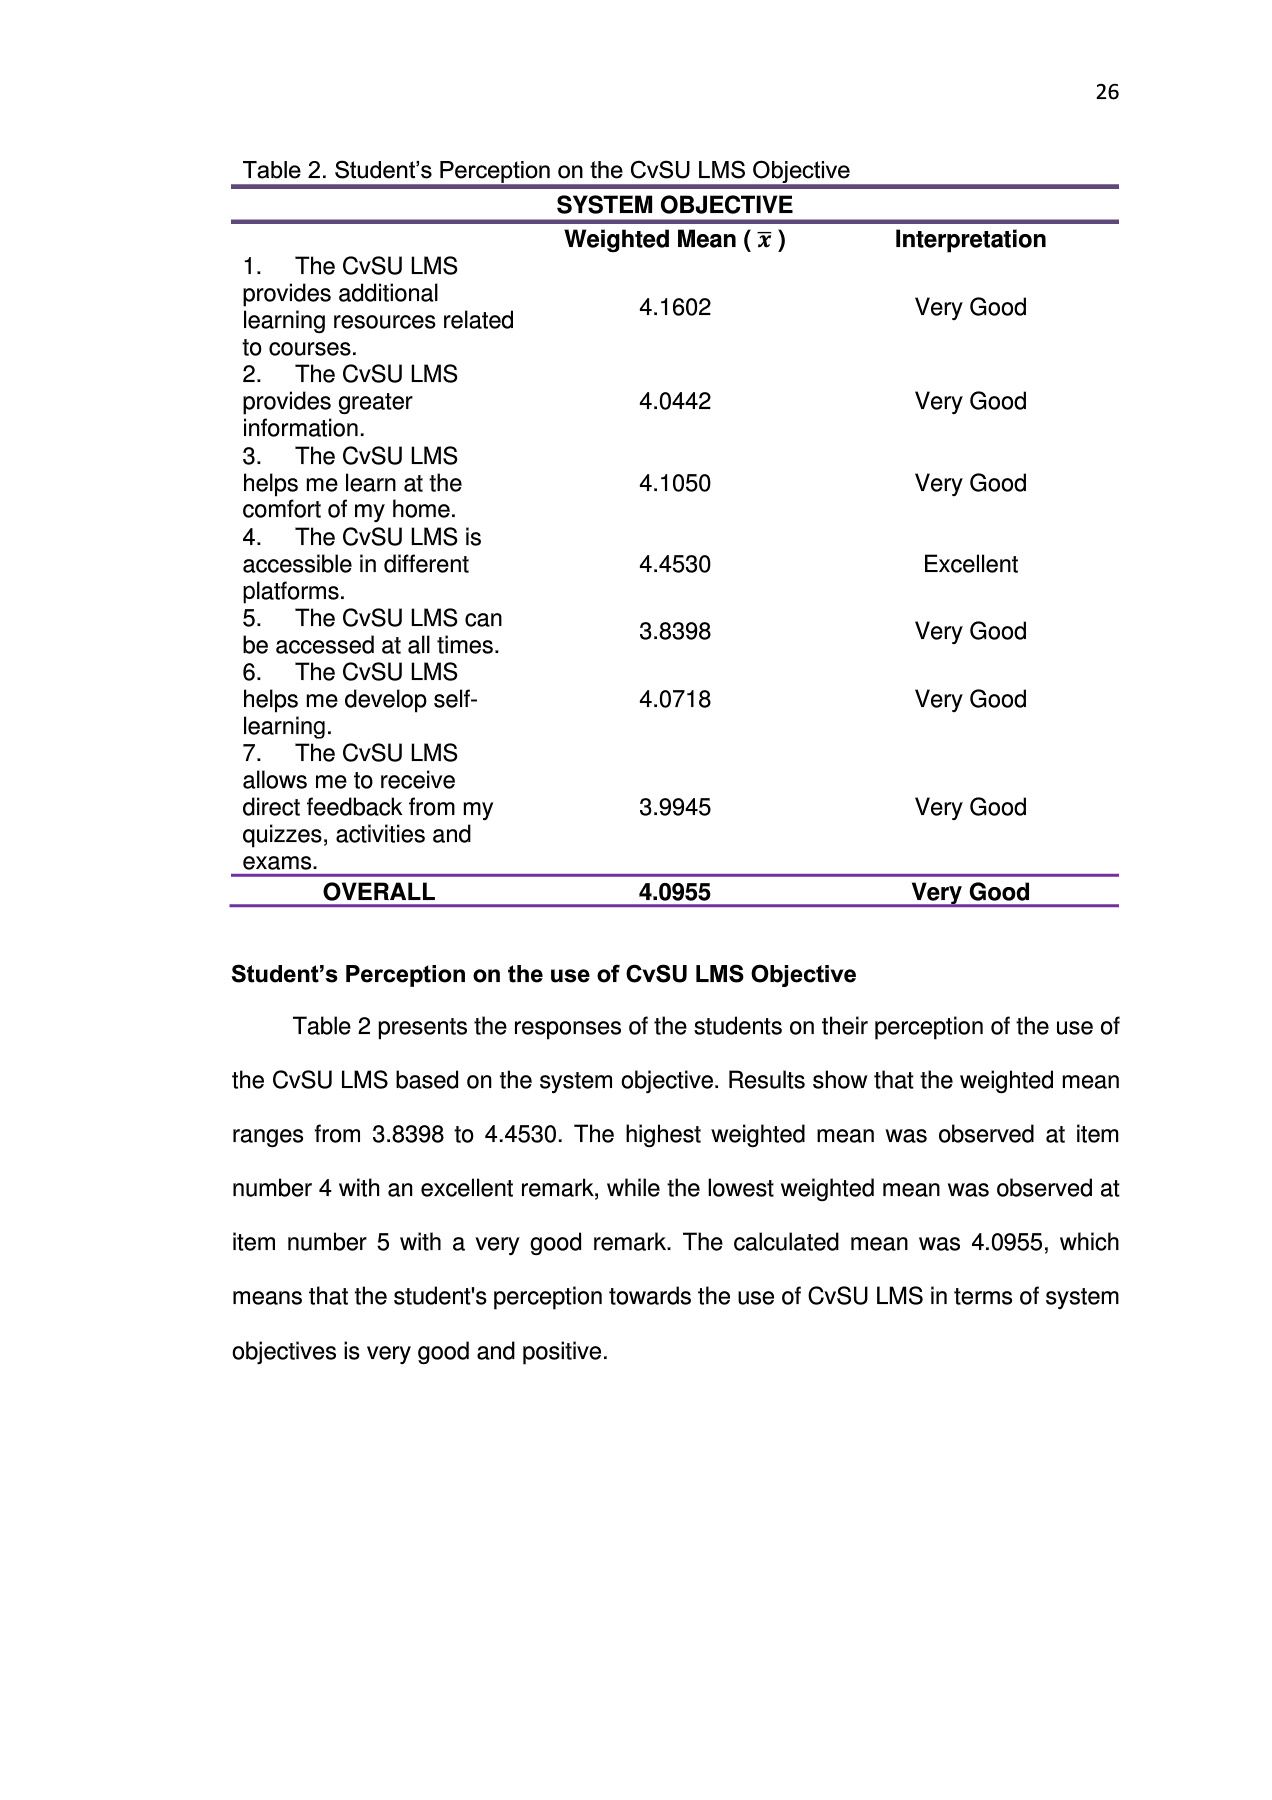 26
Table 2. Student’s Perception on the CvSU LMS Objective
SYSTEM OBJECTIVE
Weighted Mean ( x̅ ) Interpretation
1. The CvSU LMS
provides additional
learning resources related
to courses.
4.1602 Very Good
2. The CvSU LMS
provides greater
information.
4.0442 Very Good
3. The CvSU LMS
helps me learn at the
comfort of my home.
4.1050 Very Good
4. The CvSU LMS is
accessible in different
platforms.
4.4530 Excellent
5. The CvSU LMS can
be accessed at all times.
3.8398 Very Good
6. The CvSU LMS
helps me develop self-
learning.
4.0718 Very Good
7. The CvSU LMS
allows me to receive
direct feedback from my
quizzes, activities and
exams.
3.9945 Very Good
OVERALL 4.0955 Very Good
Student’s Perception on the use of CvSU LMS Objective
Table 2 presents the responses of the students on their perception of the use of
the CvSU LMS based on the system objective. Results show that the weighted mean
ranges from 3.8398 to 4.4530. The highest weighted mean was observed at item
number 4 with an excellent remark, while the lowest weighted mean was observed at
item number 5 with a very good remark. The calculated mean was 4.0955, which
means that the student's perception towards the use of CvSU LMS in terms of system
objectives is very good and positive.